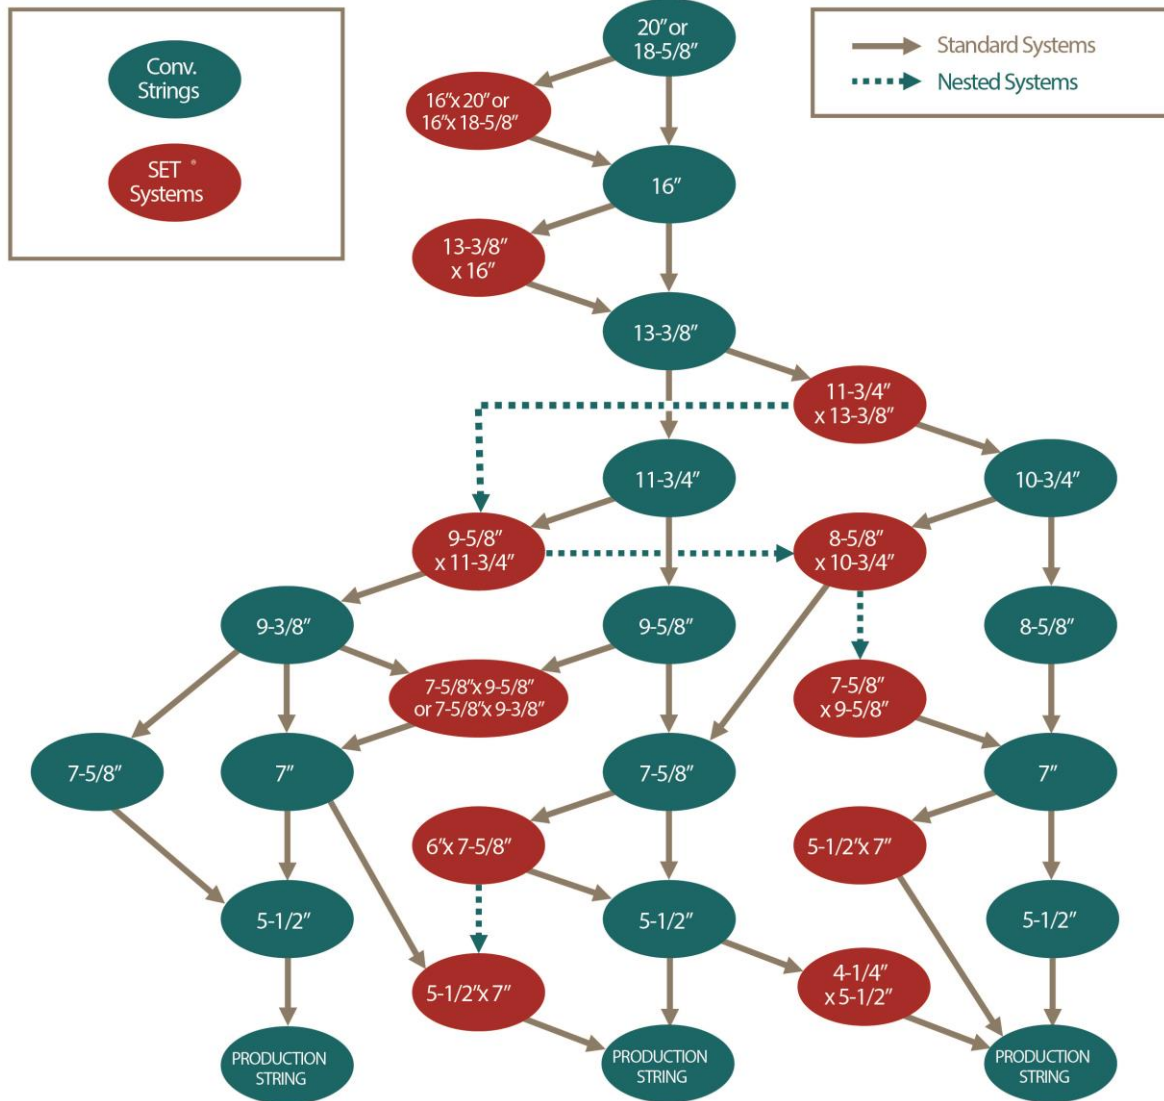 Conv.
Strings
SET ®
Systems
Standard Systems
Nested Systems
20" or
18-5/8"
16"x 20" or
16"x 18-5/8"
16"
13-3/8"
x 16"
13-3/8"
11-3/4"
x 13-3/8"
11-3/4"
10-3/4"
9-5/8"
x 11-3/4"
8-5/8"
x 10-3/4"
9-3/8"
9-5/8"
8-5/8"
7-5/8"x 9-5/8"
or 7-5/8"x 9-3/8"
7-5/8"
x 9-5/8"
7-5/8"
7"
7-5/8"
7"
6"x 7-5/8"
5-1/2"x 7"
5-1/2"
5-1/2"
5-1/2"
5-1/2"x 7"
4-1/4"
x 5-1/2"
PRODUCTION
STRING
PRODUCTION
STRING
PRODUCTION
STRING